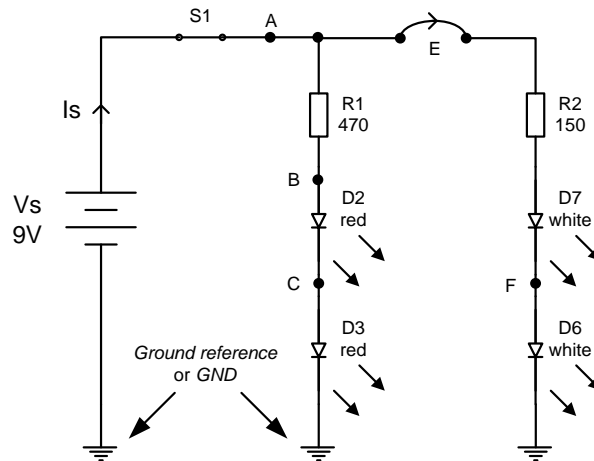 S1
A
E
Is
R1
470
R2
150
B
Vs
9V
D2
red
D7
white
C
F
D3
red
D6
white
Ground reference
or GND